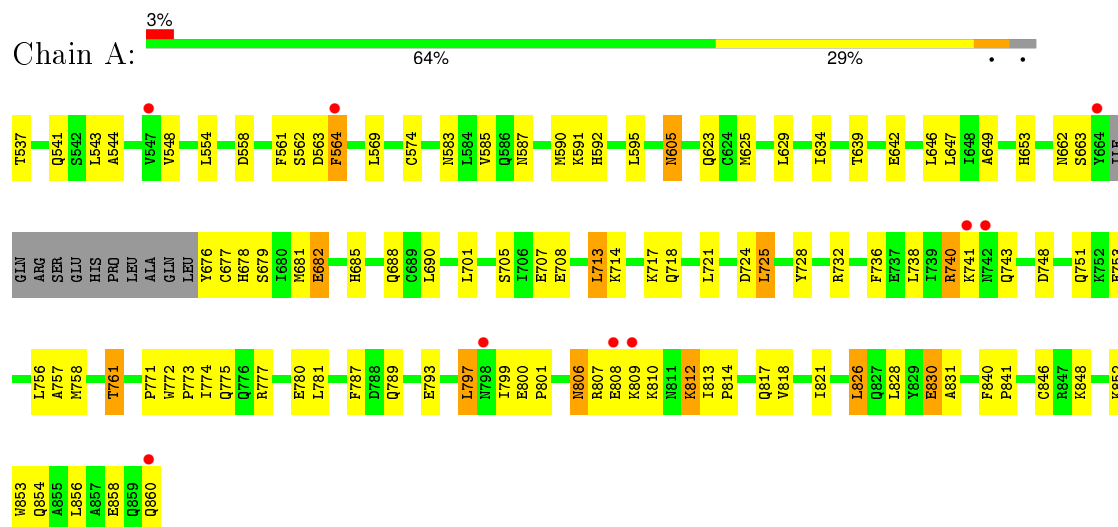 3%
Chain A:
64% 29% • •
T537 Q541 S542 L543 A544 V547 V548 L554 D558 F561 S562 D563 F564 L569 C574 N583 L584 V585 Q586 N587 M590 K591 H592 L595 N605 Q623 C624 M625 L629 I634 T639 E642 L646 L647 I648 A649 H653 N662 S663 Y664 ILE
GLN ARG SER GLU HIS PRO LEU ALA GLN LEU Y676 C677 H678 S679 I680 M681 E682 H685 Q688 C689 L690 L701 S705 I706 E707 E708 L713 K714 K717 Q718 L721 D724 L725 Y728 R732 F736 E737 L738 I739 R740 K741 N742 Q743 D748 Q751 K752
L756 A757 M758 T761 P771 W772 P773 I774 Q775 Q776 R777 E780 L781 F787 D788 Q789 E793 L797 N798 I799 E800 P801 N806 R807 E808 K809 K810 N811 K812 I813 P814 Q817 V818 I821 L826 Q827 L828 Y829 E830 A831 F840 P841 C846 R847 K848 K852
W853 Q854 A855 L856 A857 E858 Q859 Q860